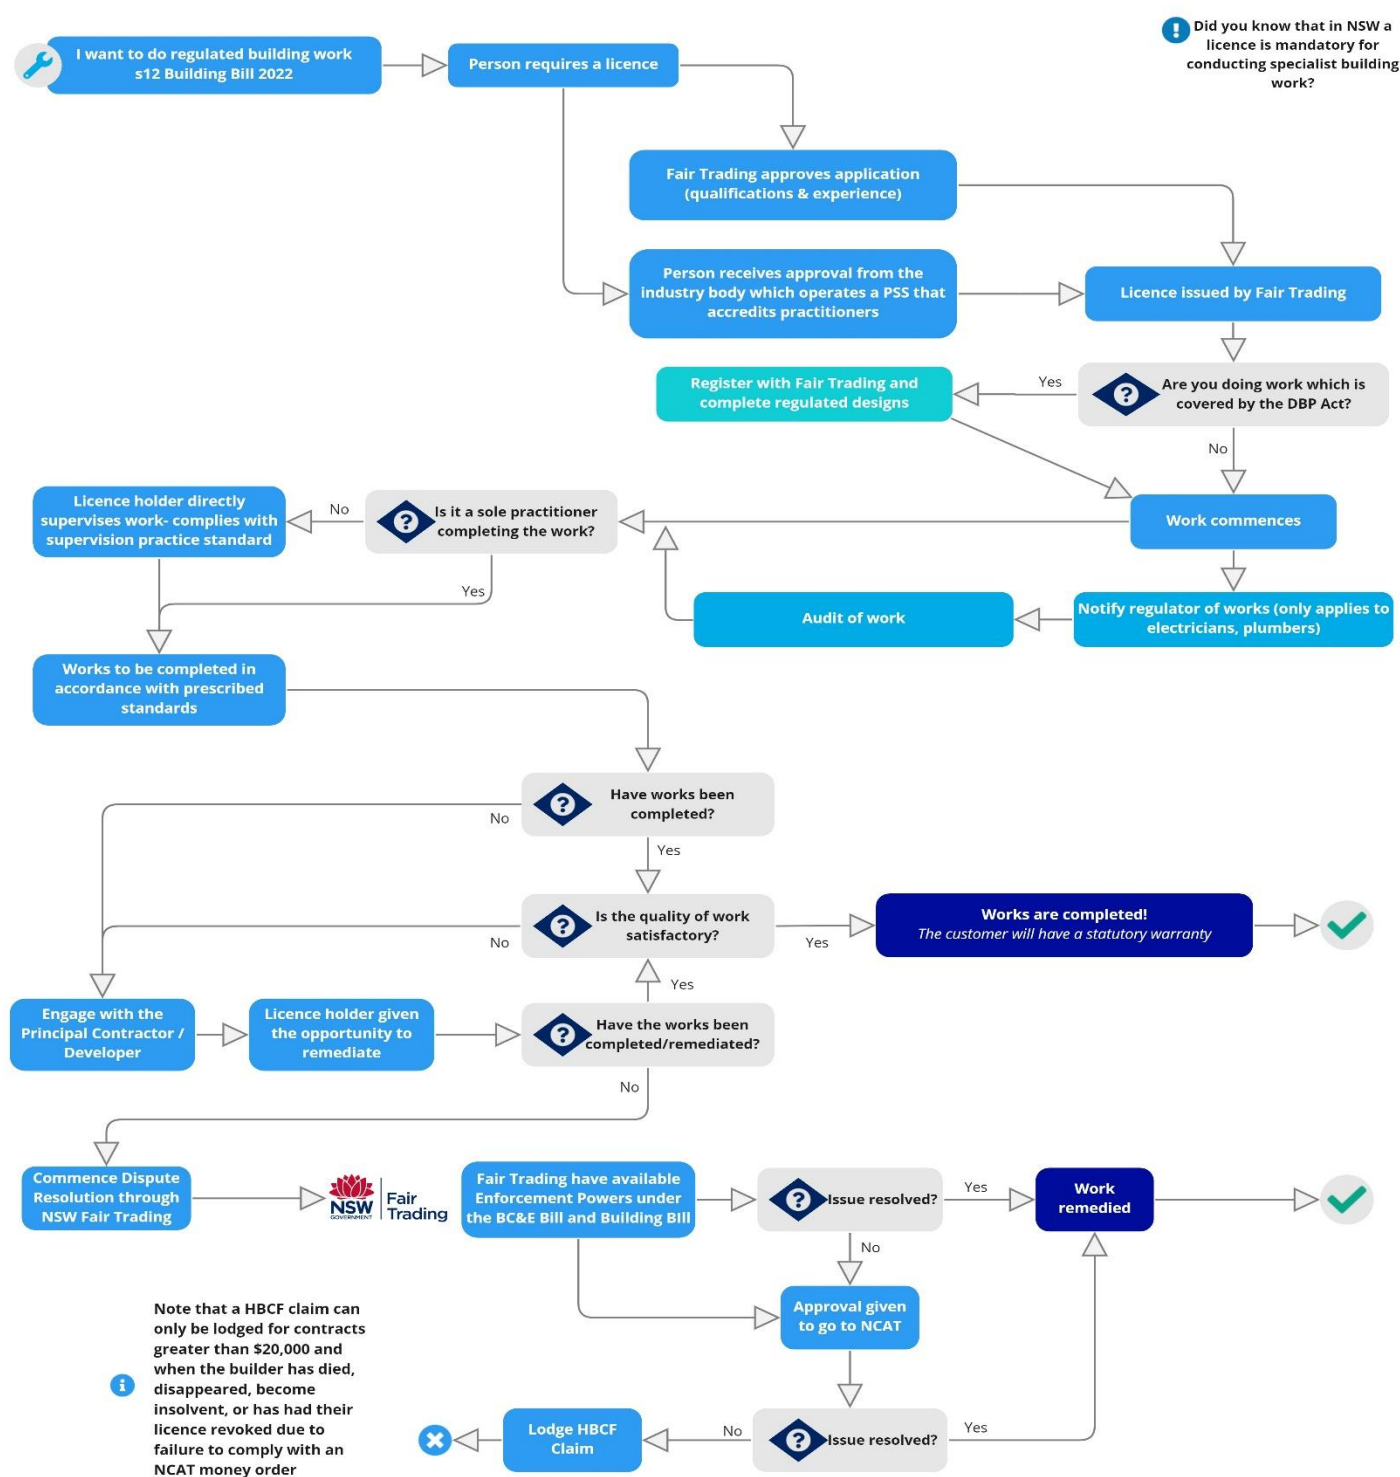 I want to do regulated building work
s12 Building Bill 2022
Person requires a licence
Did you know that in NSW a
licence is mandatory for
conducting specialist building
work?
Fair Trading approves application
(qualifications & experience)
Person receives approval from the
industry body which operates a PSS that
accredits practitioners
Licence issued by Fair Trading
Register with Fair Trading and
complete regulated designs
Yes
Are you doing work which is
covered by the DBP Act?
No
Licence holder directly
supervises work- complies with
supervision practice standard
No
Is it a sole practitioner
completing the work?
Work commences
Yes
Audit of work
Notify regulator of works (only applies to
electricians, plumbers)
Works to be completed in
accordance with prescribed
standards
Have works been
completed?
No
Yes
Is the quality of work
satisfactory?
No
Yes
Works are completed!
The customer will have a statutory warranty
Yes
Engage with the
Principal Contractor /
Developer
Licence holder given
the opportunity to
remediate
Have the works been
completed/remediated?
No
Commence Dispute
Resolution through
NSW Fair Trading
NSW
GOVERNMENT
Fair
Trading
Fair Trading have available
Enforcement Powers under
the BC&E Bill and Building BIll
Issue resolved?
Yes
Work
remedied
No
Approval given
to go to NCAT
Note that a HBCF claim can
only be lodged for contracts
greater than $20,000 and
when the builder has died,
disappeared, become
insolvent, or has had their
licence revoked due to
failure to comply with an
NCAT money order
Lodge HBCF
Claim
No
Issue resolved?
Yes